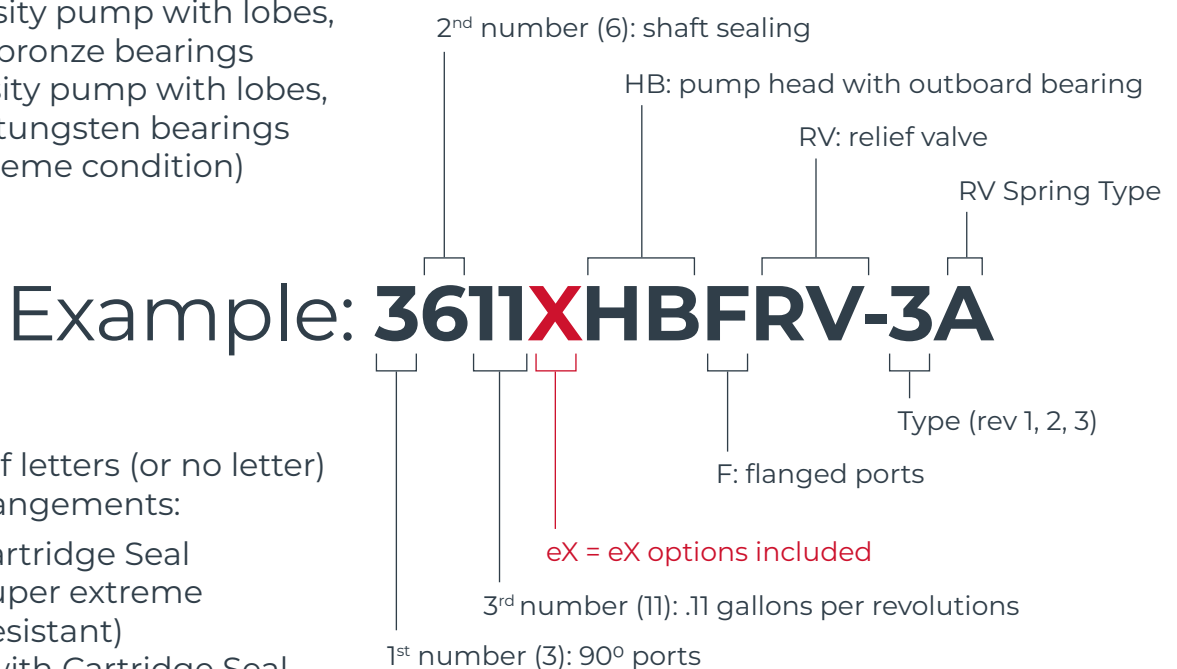 sity pump with lobes,
bronze bearings
sity pump with lobes,
tungsten bearings
eme condition)
2nd number (6): shaft sealing
HB: pump head with outboard bearing
RV: relief valve
RV Spring Type
Example: 3611XHBFRV-3A
Type (rev 1, 2, 3)
F: flanged ports
eX = eX options included
3rd number (11): .11 gallons per revolutions
1st number (3): 90º ports
f letters (or no letter)
angements:
artridge Seal
uper extreme
esistant)
with Cartridge Seal